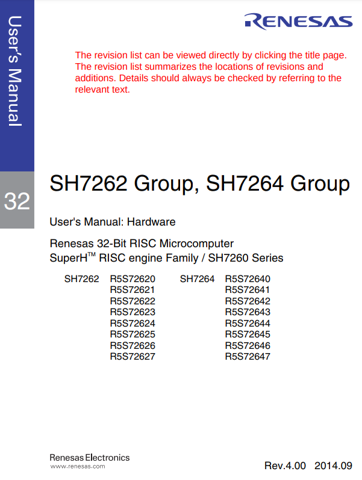 User's Manual
32
RENESAS
The revision list can be viewed directly by clicking the title page.
The revision list summarizes the locations of revisions and
additions. Details should always be checked by referring to the
relevant text.
SH7262 Group, SH7264 Group
User's Manual: Hardware
Renesas 32-Bit RISC Microcomputer
SuperH™ RISC engine Family / SH7260 Series
SH7262 R5S72620 SH7264 R5S72640
R5S72621 R5S72641
R5S72622 R5S72642
R5S72623 R5S72643
R5S72624 R5S72644
R5S72625 R5S72645
R5S72626 R5S72646
R5S72627 R5S72647
Renesas Electronics
www.renesas.com
Rev.4.00 2014.09